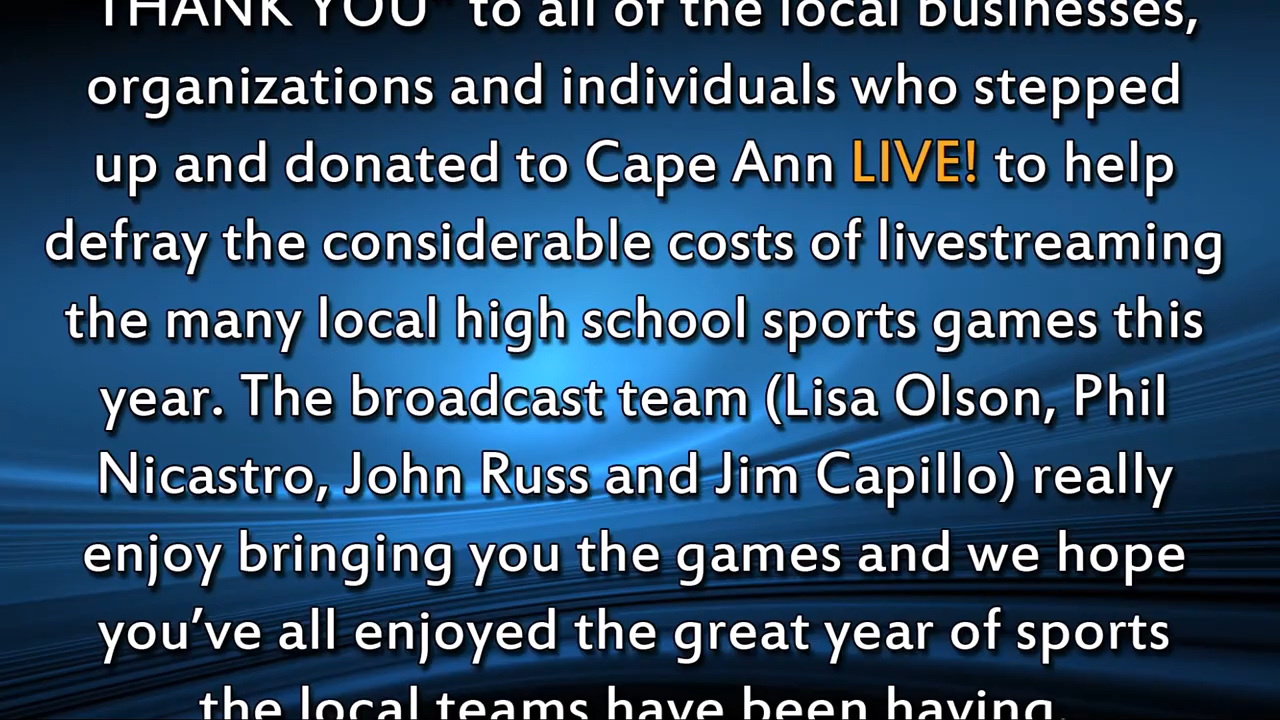 THANK YOU" to all of the local businesses,
organizations and individuals who stepped
up and donated to Cape Ann LIVE! to help
defray the considerable costs of livestreaming
the many local high school sports games this
year. The broadcast team (Lisa Olson, Phil
Nicastro, John Russ and Jim Capillo) really
enjoy bringing you the games and we hope
you’ve all enjoyed the great year of sports
the local teams have been having.